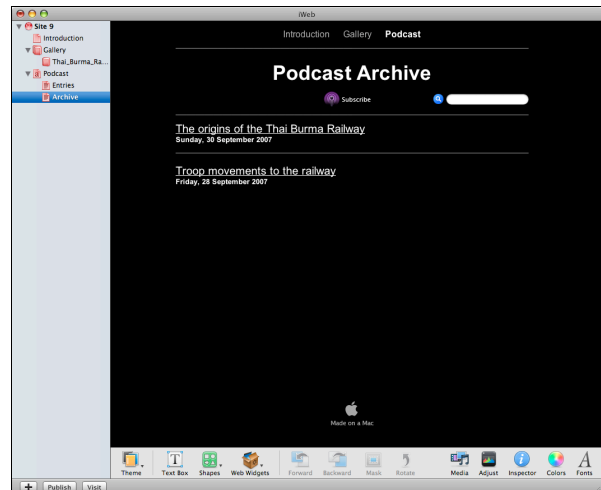 iWeb
Site 9
Introduction
Gallery
Thai_Burma_Ra...
Podcast
Entries
Archive
Introduction Gallery Podcast
Podcast Archive
Subscribe
The origins of the Thai Burma Railway
Sunday, 30 September 2007
Troop movements to the railway
Friday, 28 September 2007
Made on a Mac
T
i
A
Theme Text Box Shapes Web Widgets Forward Backward Mask Rotate Media Adjust Inspector Colors Fonts
+ Publish Visit